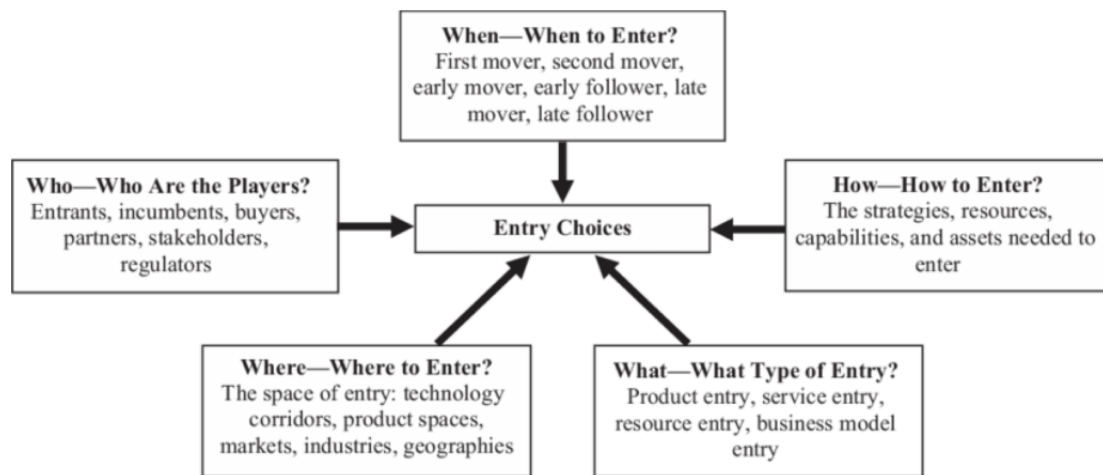 When—When to Enter?
First mover, second mover,
early mover, early follower, late
mover, late follower
Who—Who Are the Players?
Entrants, incumbents, buyers,
partners, stakeholders,
regulators
Entry Choices
How—How to Enter?
The strategies, resources,
capabilities, and assets needed to
enter
Where—Where to Enter?
The space of entry: technology
corridors, product spaces,
markets, industries, geographies
What—What Type of Entry?
Product entry, service entry,
resource entry, business model
entry